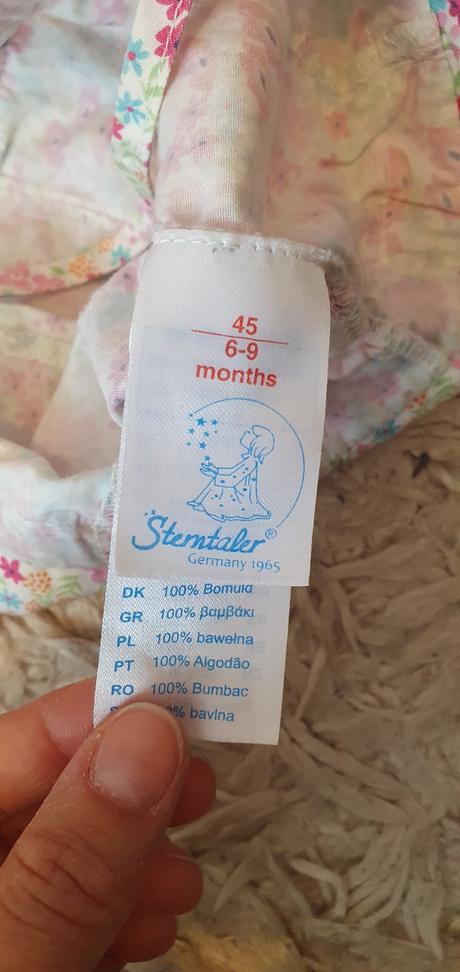 45
6-9
months
Sterntaler®
Germany 1965
DK 100% Bomuld
GR 100% βαμβάκι
PL 100% bawełna
PT 100% Algodão
RO 100% Bumbac
% bavlna